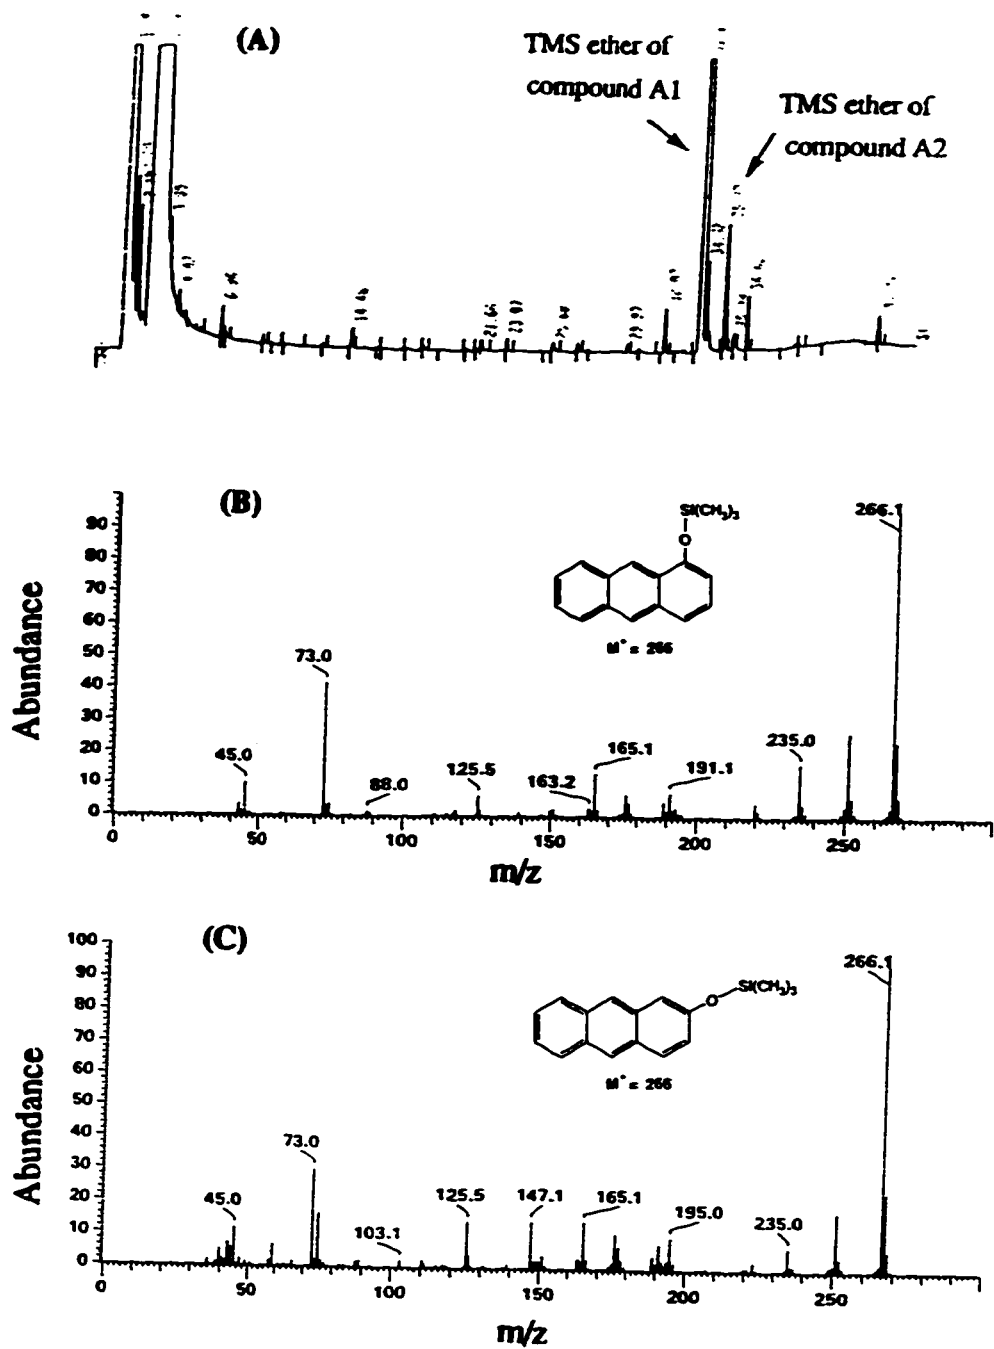 (A)
TMS ether of
compound A1
TMS ether of
compound A2
21.66
(B)
Si(CH3)3
O
M+ = 266
266.1
73.0
45.0
88.0
125.5
163.2
165.1
191.1
235.0
90
80
70
60
50
40
30
20
10
0
Abundance
0 50 100 150 200 250
m/z
(C)
O Si(CH3)3
M+ = 266
266.1
73.0
45.0
103.1
125.5
147.1
165.1
195.0
235.0
100
90
80
70
60
50
40
30
20
10
0
Abundance
0 50 100 150 200 250
m/z